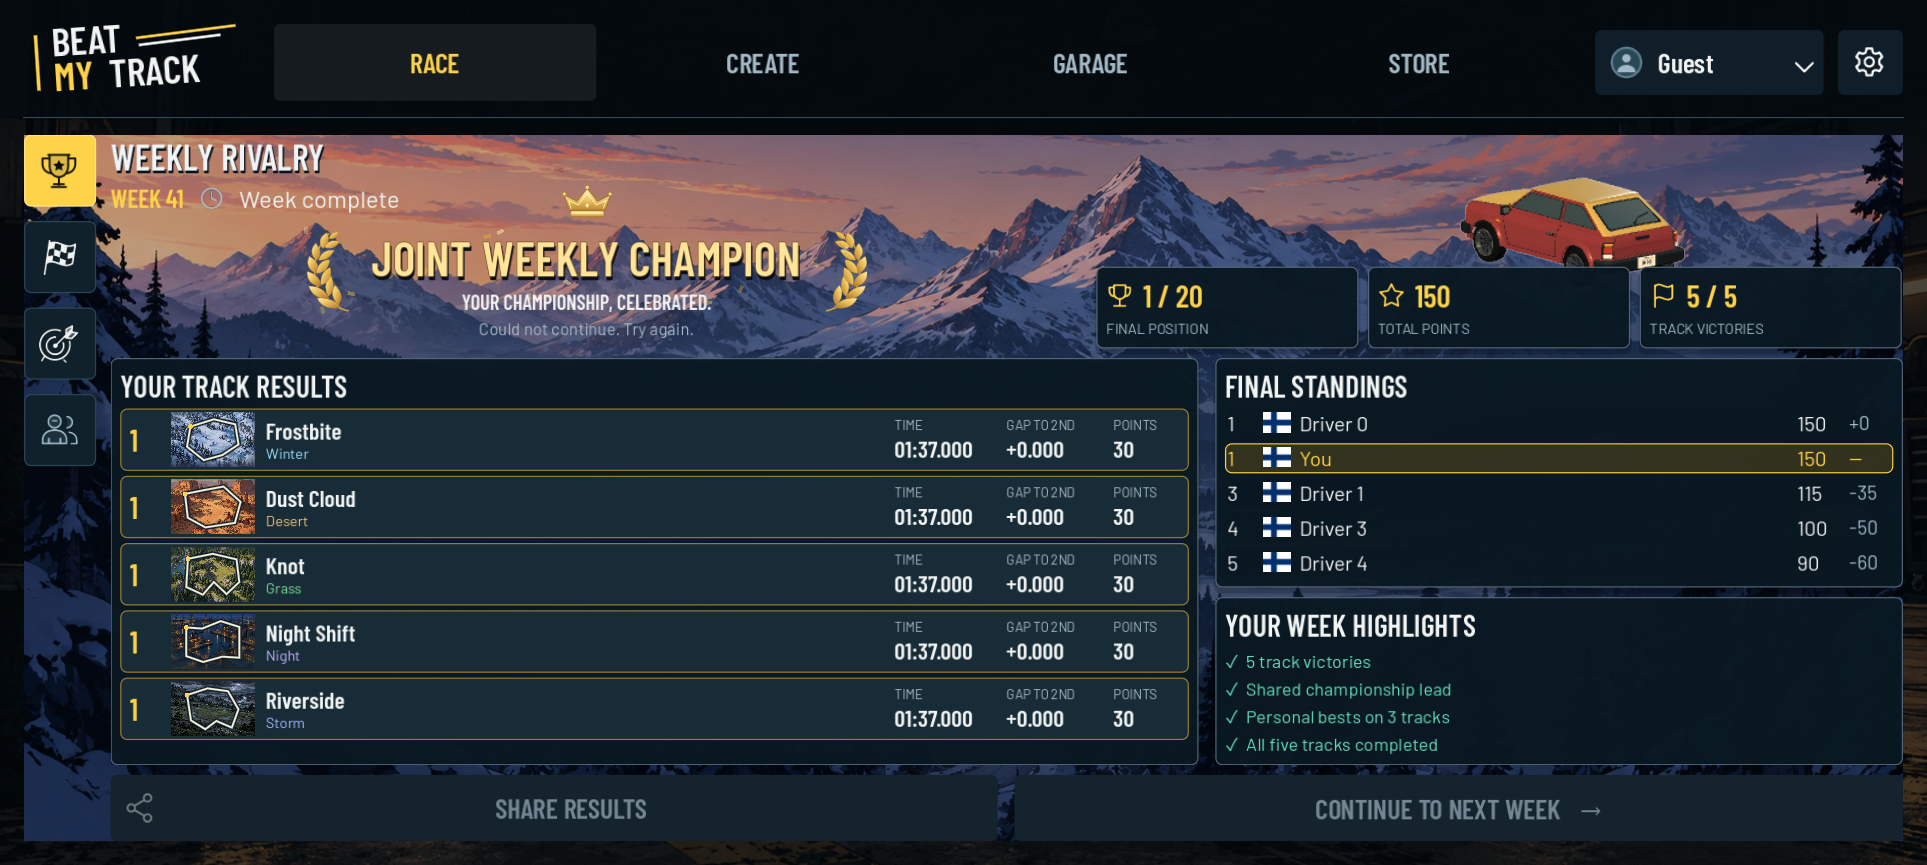 BEAT
MY TRACK
RACE
CREATE
GARAGE
STORE
Guest
WEEKLY RIVALRY
WEEK 41 Week complete
JOINT WEEKLY CHAMPION
YOUR CHAMPIONSHIP, CELEBRATED.
Could not continue. Try again.
1 / 20
FINAL POSITION
150
TOTAL POINTS
5 / 5
TRACK VICTORIES
YOUR TRACK RESULTS
1 Frostbite
Winter
TIME GAP TO 2ND POINTS
01:37.000 +0.000 30
1 Dust Cloud
Desert
TIME GAP TO 2ND POINTS
01:37.000 +0.000 30
1 Knot
Grass
TIME GAP TO 2ND POINTS
01:37.000 +0.000 30
1 Night Shift
Night
TIME GAP TO 2ND POINTS
01:37.000 +0.000 30
1 Riverside
Storm
TIME GAP TO 2ND POINTS
01:37.000 +0.000 30
FINAL STANDINGS
1 Driver 0 150 +0
1 You 150 —
3 Driver 1 115 -35
4 Driver 3 100 -50
5 Driver 4 90 -60
YOUR WEEK HIGHLIGHTS
✓ 5 track victories
✓ Shared championship lead
✓ Personal bests on 3 tracks
✓ All five tracks completed
SHARE RESULTS
CONTINUE TO NEXT WEEK →